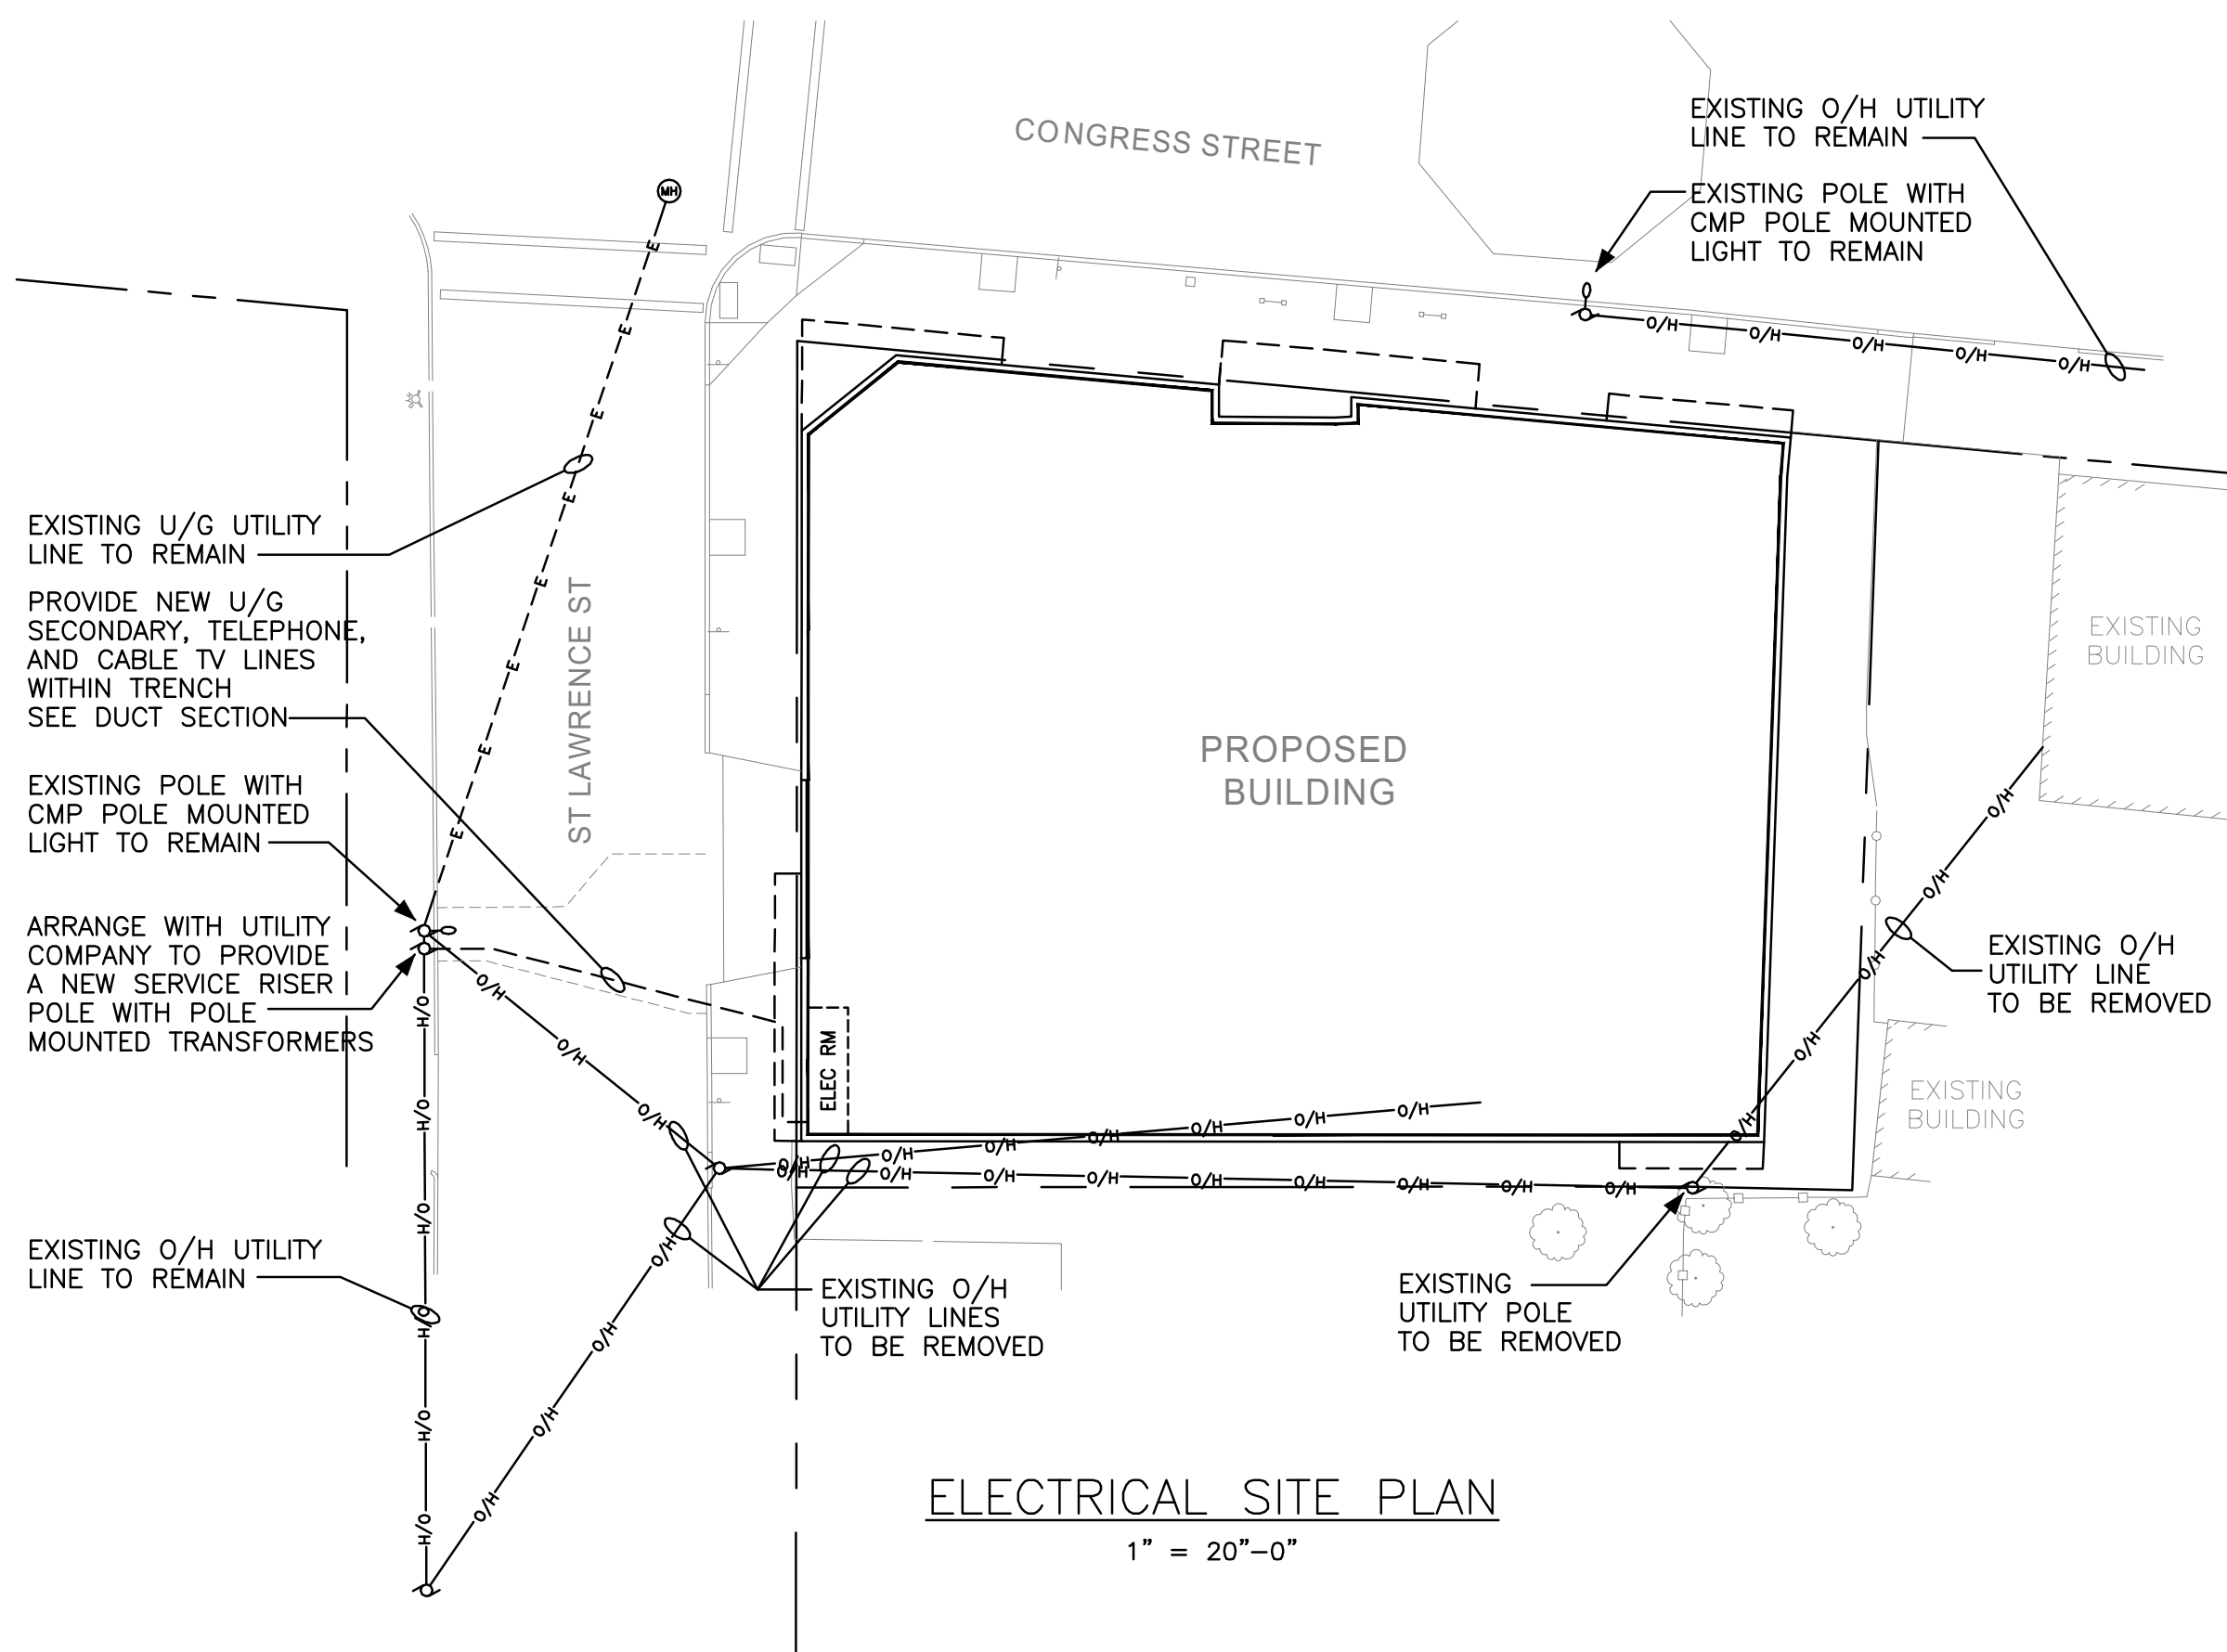 CONGRESS STREET
EXISTING O/H UTILITY
LINE TO REMAIN
EXISTING POLE WITH
CMP POLE MOUNTED
LIGHT TO REMAIN
MH
O/H O/H O/H O/H O/H
E
E
E
E
E
E
E
E
EXISTING U/G UTILITY
LINE TO REMAIN
PROVIDE NEW U/G
SECONDARY, TELEPHONE,
AND CABLE TV LINES
WITHIN TRENCH
SEE DUCT SECTION
ST LAWRENCE ST
EXISTING POLE WITH
CMP POLE MOUNTED
LIGHT TO REMAIN
ARRANGE WITH UTILITY
COMPANY TO PROVIDE
A NEW SERVICE RISER
POLE WITH POLE
MOUNTED TRANSFORMERS
PROPOSED
BUILDING
EXISTING
BUILDING
O/H
O/H
O/H
O/H
O/H
EXISTING O/H
UTILITY LINE
TO BE REMOVED
EXISTING
BUILDING
ELEC RM
O/H
O/H
O/H
O/H O/H O/H O/H O/H O/H O/H
O/H O/H O/H O/H O/H O/H O/H O/H O/H
O/H
O/H
O/H
O/H
O/H
O/H
O/H
O/H
O/H
O/H
EXISTING O/H UTILITY
LINE TO REMAIN
EXISTING O/H
UTILITY LINES
TO BE REMOVED
EXISTING
UTILITY POLE
TO BE REMOVED
ELECTRICAL SITE PLAN
1" = 20"-0"